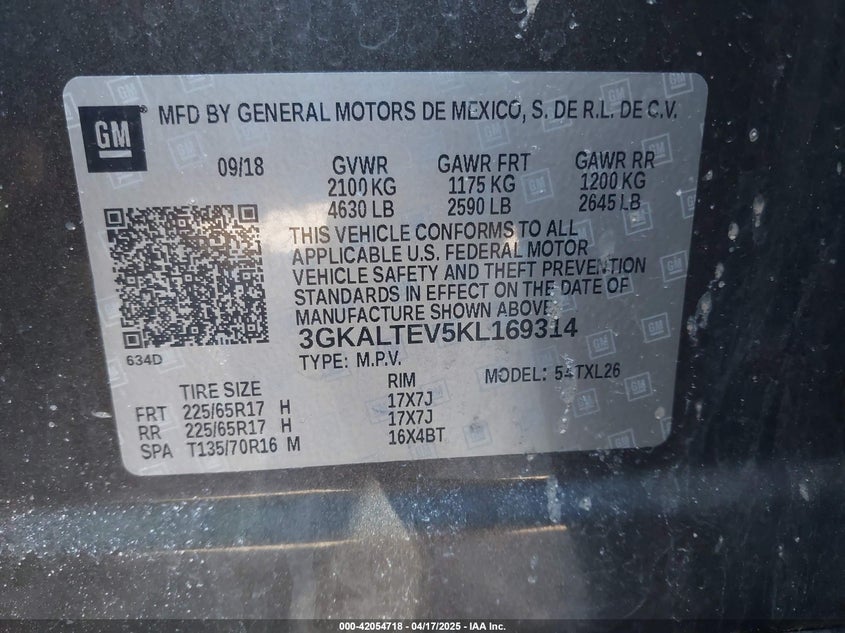 GM
MFD BY GENERAL MOTORS DE MEXICO, S. DE R.L. DE C.V.
09/18 GVWR GAWR FRT GAWR RR
2100 KG 1175 KG 1200 KG
4630 LB 2590 LB 2645 LB
THIS VEHICLE CONFORMS TO ALL
APPLICABLE U.S. FEDERAL MOTOR
VEHICLE SAFETY AND THEFT PREVENTION
STANDARDS IN EFFECT ON THE DATE OF
MANUFACTURE SHOWN ABOVE
3GKALTEV5KL169314
634D
TYPE: M.P.V. MODEL: 54TXL26
TIRE SIZE RIM
FRT 225/65R17 H 17X7J
RR 225/65R17 H 17X7J
SPA T135/70R16 M 16X4BT
000-42054718 - 04/17/2025 - IAA Inc.